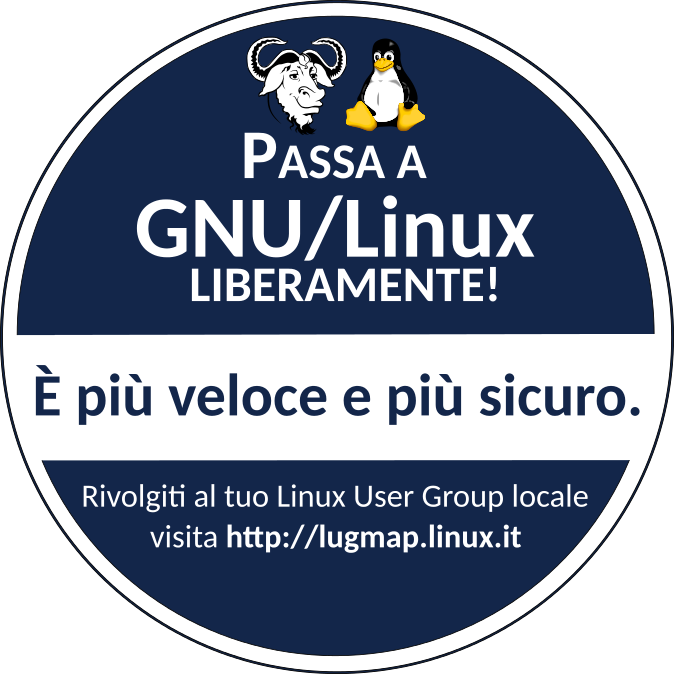 PASSA A
GNU/Linux
LIBERAMENTE!
È più veloce e più sicuro.
Rivolgiti al tuo Linux User Group locale
visita http://lugmap.linux.it